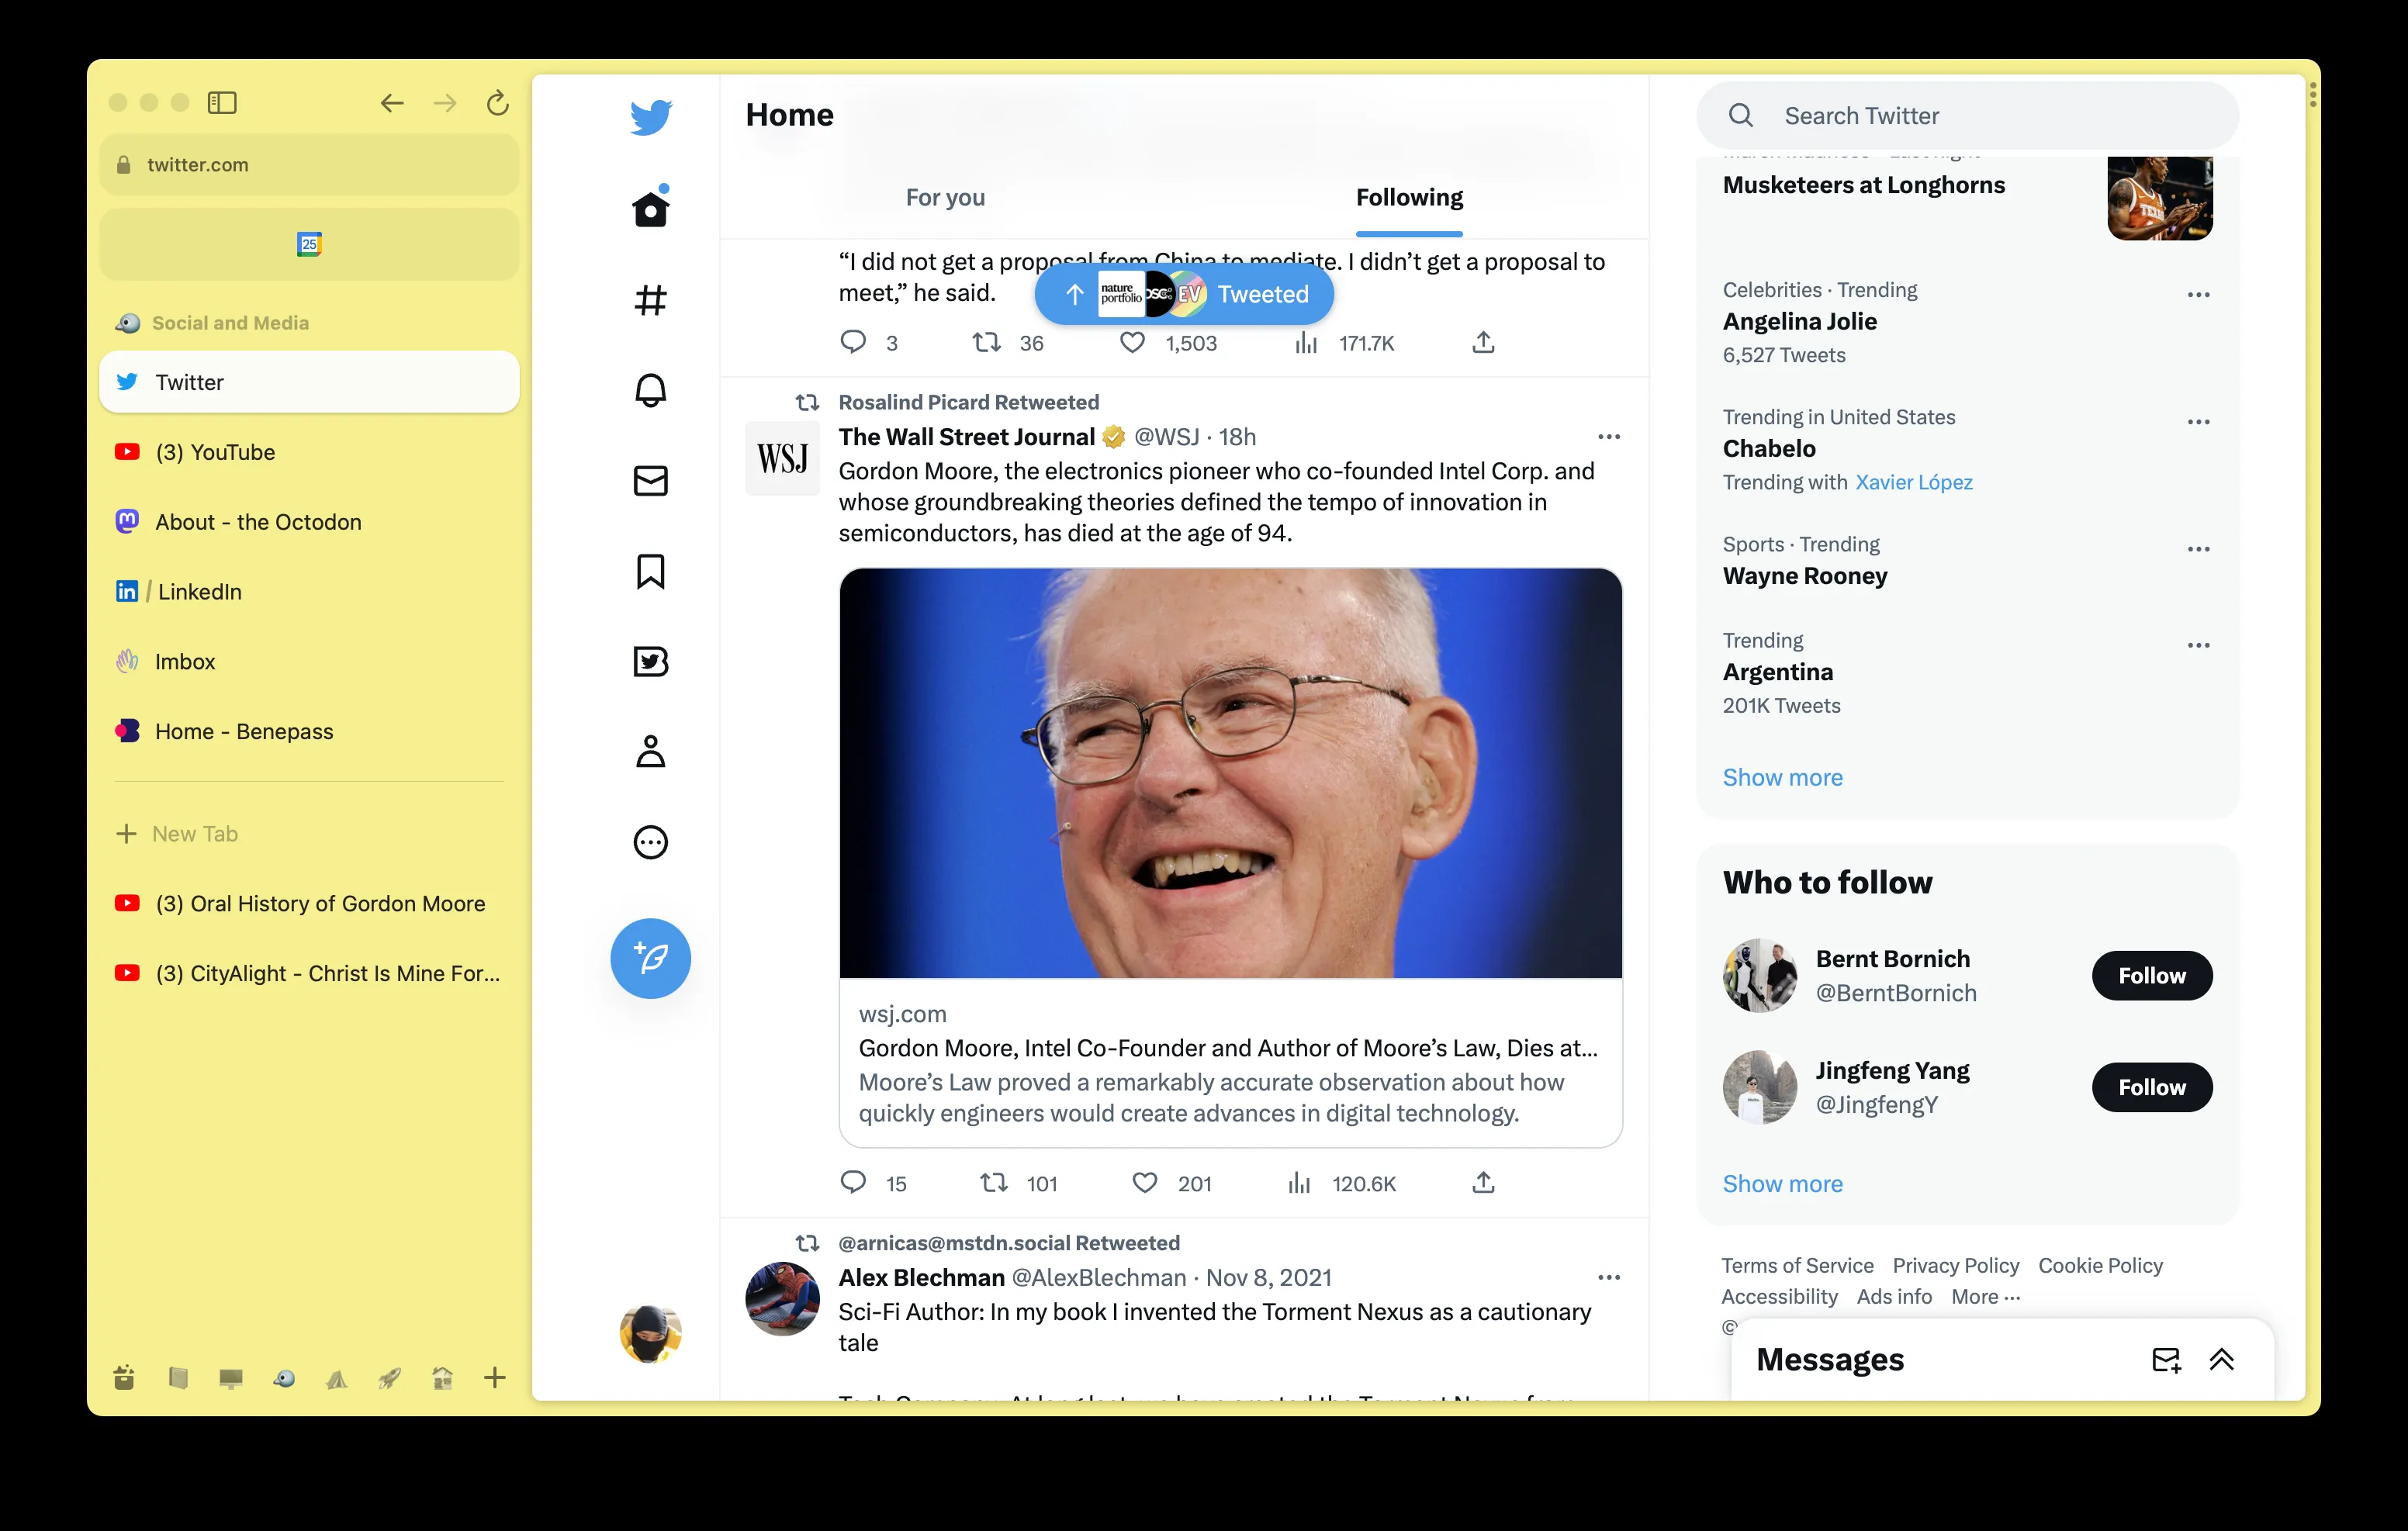 twitter.com
25
Social and Media
Twitter
(3) YouTube
About - the Octodon
/ LinkedIn
Imbox
Home - Benepass
New Tab
(3) Oral History of Gordon Moore
(3) CityAlight - Christ Is Mine For...
Home
For you
Following
“I did not get a proposal from China to mediate. I didn’t get a proposal to
meet,” he said.
nature
portfolio
EV
Tweeted
3
36
1,503
171.7K
Rosalind Picard Retweeted
WSJ
The Wall Street Journal @WSJ · 18h
Gordon Moore, the electronics pioneer who co-founded Intel Corp. and
whose groundbreaking theories defined the tempo of innovation in
semiconductors, has died at the age of 94.
wsj.com
Gordon Moore, Intel Co-Founder and Author of Moore’s Law, Dies at...
Moore’s Law proved a remarkably accurate observation about how
quickly engineers would create advances in digital technology.
15
101
201
120.6K
@arnicas@mstdn.social Retweeted
Alex Blechman @AlexBlechman · Nov 8, 2021
Sci-Fi Author: In my book I invented the Torment Nexus as a cautionary
tale
Search Twitter
Musketeers at Longhorns
Celebrities · Trending
Angelina Jolie
6,527 Tweets
Trending in United States
Chabelo
Trending with Xavier López
Sports · Trending
Wayne Rooney
Trending
Argentina
201K Tweets
Show more
Who to follow
Bernt Bornich
@BerntBornich
Follow
Jingfeng Yang
@JingfengY
Follow
Show more
Terms of Service Privacy Policy Cookie Policy
Accessibility Ads info More ···
©
Messages